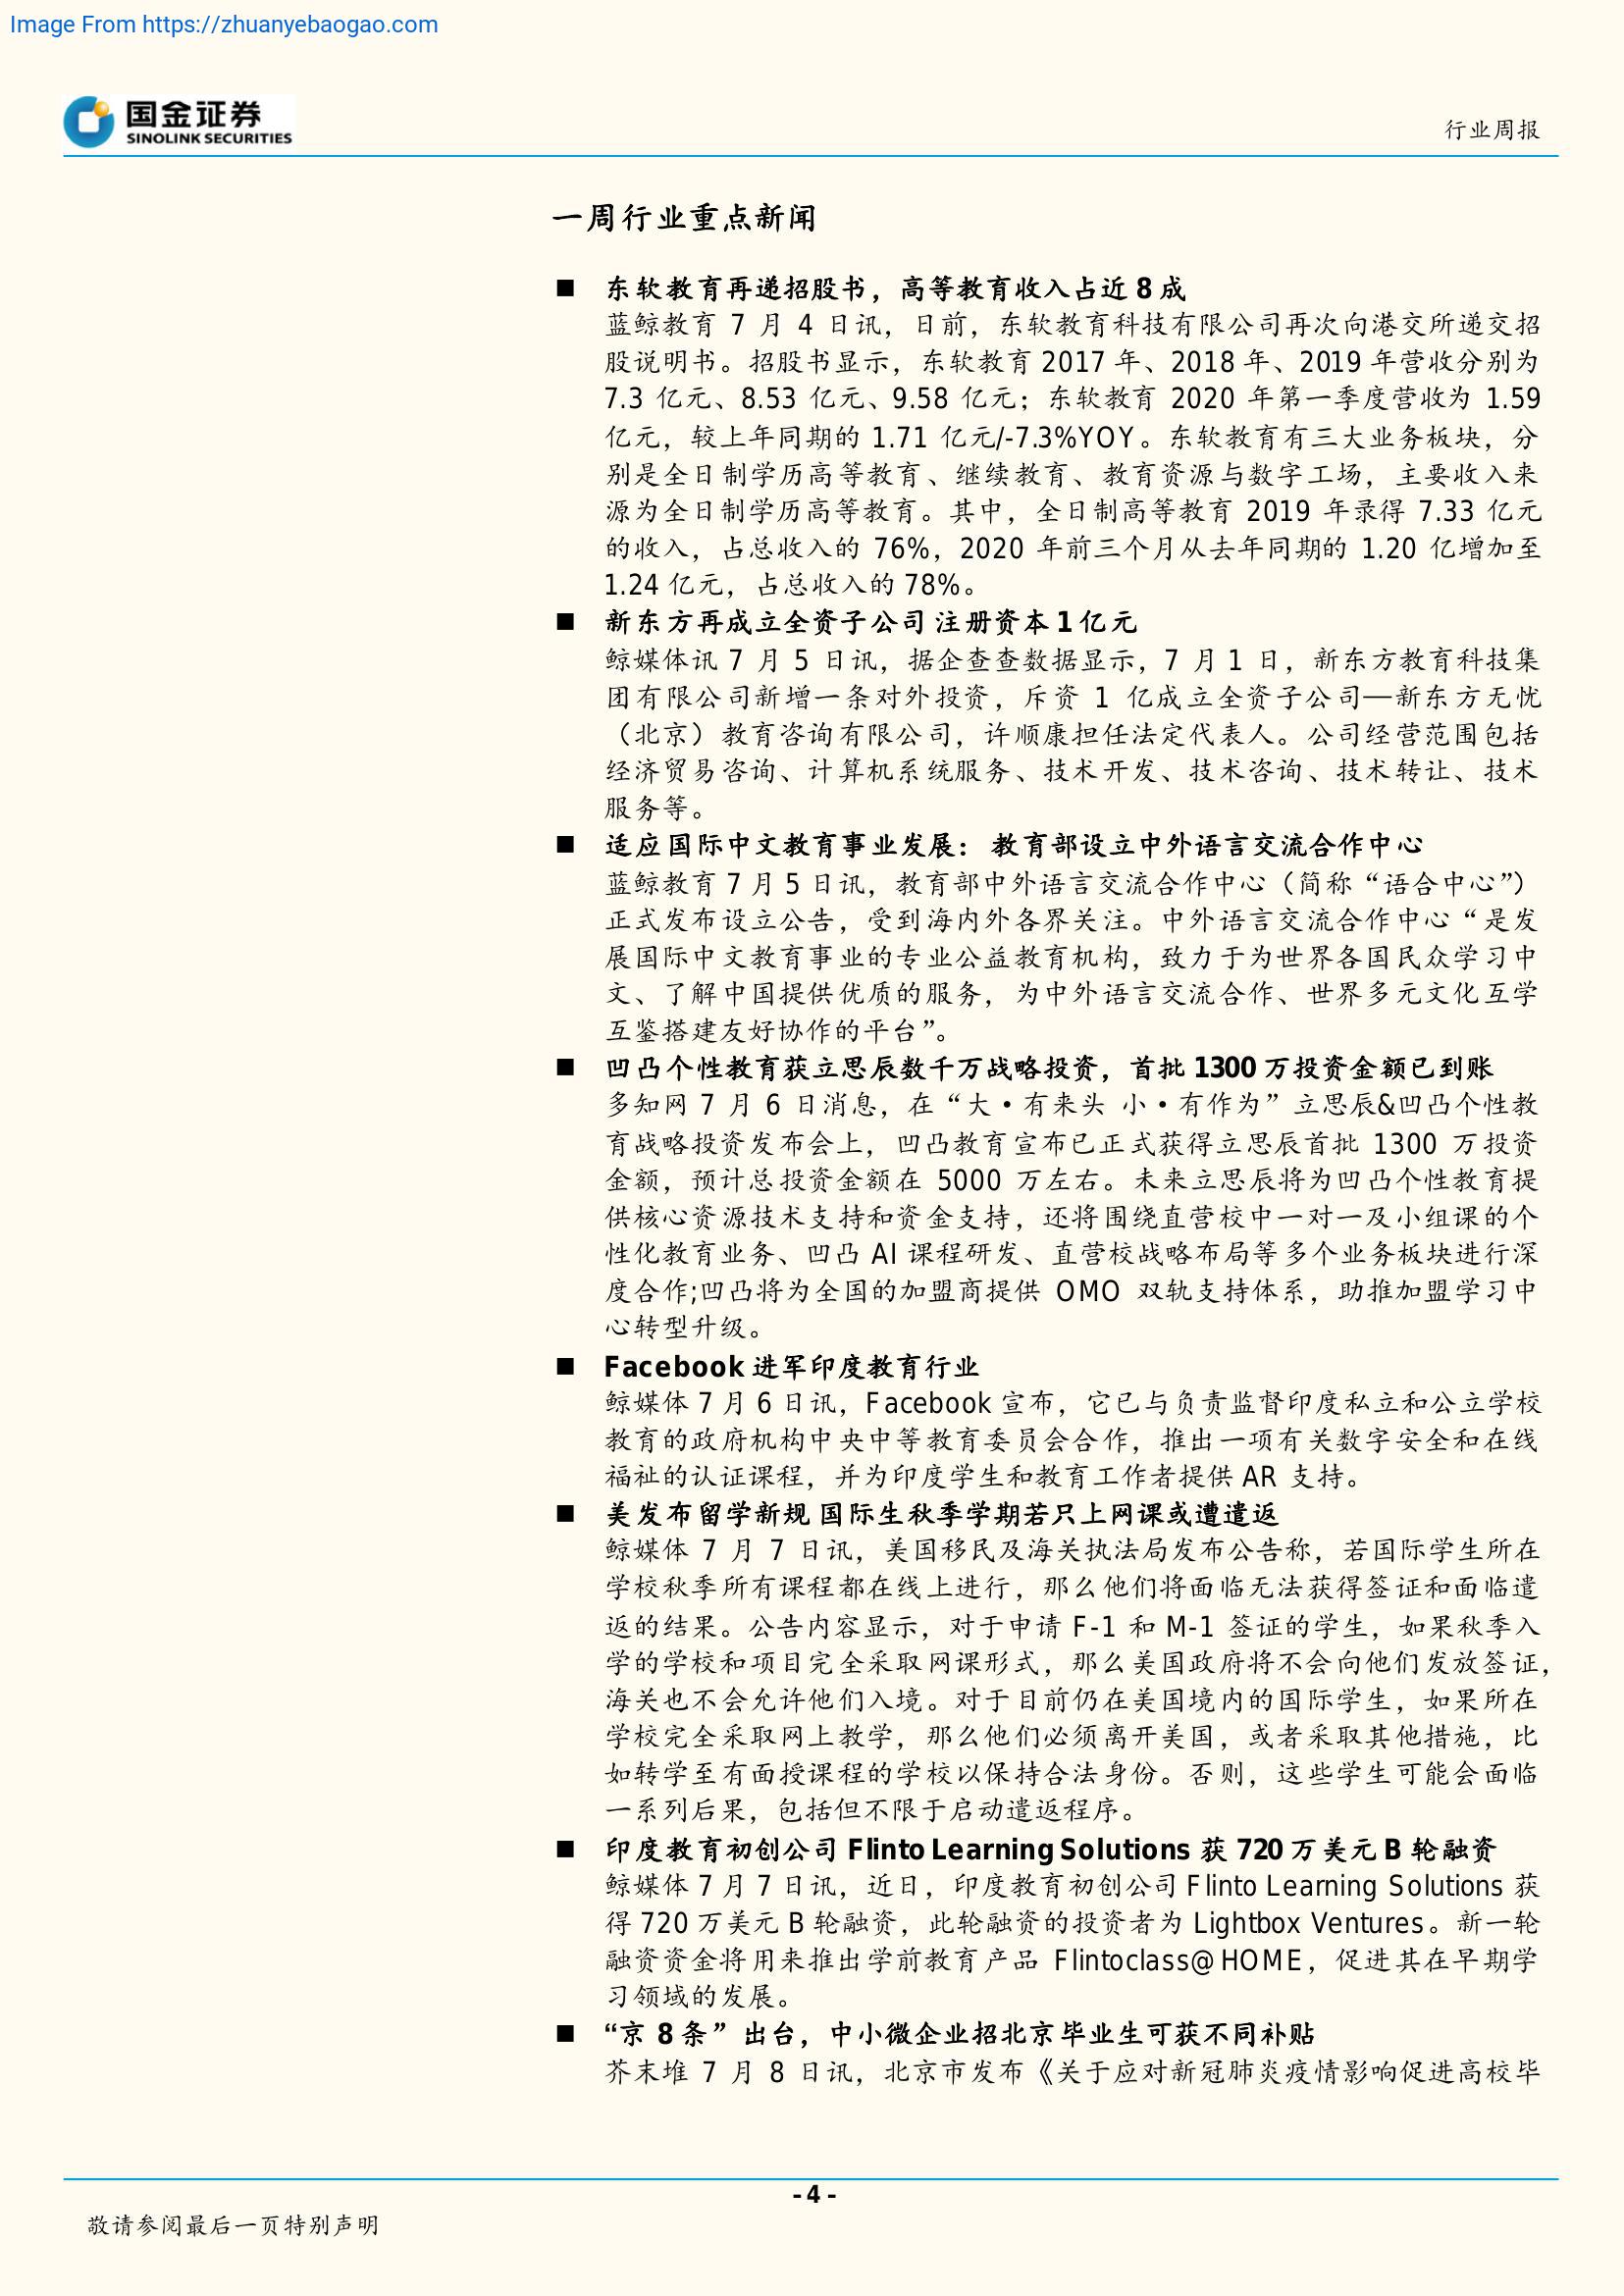 Image From https://zhuanyebaogao.com
国金证券
SINOLINK SECURITIES
行业周报
一周行业重点新闻
■ 东软教育再递招股书，高等教育收入占近 8 成
蓝鲸教育 7 月 4 日讯，日前，东软教育科技有限公司再次向港交所递交招
股说明书。招股书显示，东软教育 2017 年、2018 年、2019 年营收分别为
7.3 亿元、8.53 亿元、9.58 亿元；东软教育 2020 年第一季度营收为 1.59
亿元，较上年同期的 1.71 亿元/-7.3%YOY。东软教育有三大业务板块，分
别是全日制学历高等教育、继续教育、教育资源与数字工场，主要收入来
源为全日制学历高等教育。其中，全日制高等教育 2019 年录得 7.33 亿元
的收入，占总收入的 76%，2020 年前三个月从去年同期的 1.20 亿增加至
1.24 亿元，占总收入的 78%。
■ 新东方再成立全资子公司 注册资本 1 亿元
鲸媒体讯 7 月 5 日讯，据企查查数据显示，7 月 1 日，新东方教育科技集
团有限公司新增一条对外投资，斥资 1 亿成立全资子公司—新东方无忧
（北京）教育咨询有限公司，许顺康担任法定代表人。公司经营范围包括
经济贸易咨询、计算机系统服务、技术开发、技术咨询、技术转让、技术
服务等。
■ 适应国际中文教育事业发展：教育部设立中外语言交流合作中心
蓝鲸教育 7 月 5 日讯，教育部中外语言交流合作中心（简称“语合中心”）
正式发布设立公告，受到海内外各界关注。中外语言交流合作中心“是发
展国际中文教育事业的专业公益教育机构，致力于为世界各国民众学习中
文、了解中国提供优质的服务，为中外语言交流合作、世界多元文化互学
互鉴搭建友好协作的平台”。
■ 凹凸个性教育获立思辰数千万战略投资，首批 1300 万投资金额已到账
多知网 7 月 6 日消息，在“大·有来头 小·有作为”立思辰&凹凸个性教
育战略投资发布会上，凹凸教育宣布已正式获得立思辰首批 1300 万投资
金额，预计总投资金额在 5000 万左右。未来立思辰将为凹凸个性教育提
供核心资源技术支持和资金支持，还将围绕直营校中一对一及小组课的个
性化教育业务、凹凸 AI 课程研发、直营校战略布局等多个业务板块进行深
度合作;凹凸将为全国的加盟商提供 OMO 双轨支持体系，助推加盟学习中
心转型升级。
■ Facebook 进军印度教育行业
鲸媒体 7 月 6 日讯，Facebook 宣布，它已与负责监督印度私立和公立学校
教育的政府机构中央中等教育委员会合作，推出一项有关数字安全和在线
福祉的认证课程，并为印度学生和教育工作者提供 AR 支持。
■ 美发布留学新规 国际生秋季学期若只上网课或遭遣返
鲸媒体 7 月 7 日讯，美国移民及海关执法局发布公告称，若国际学生所在
学校秋季所有课程都在线上进行，那么他们将面临无法获得签证和面临遣
返的结果。公告内容显示，对于申请 F-1 和 M-1 签证的学生，如果秋季入
学的学校和项目完全采取网课形式，那么美国政府将不会向他们发放签证，
海关也不会允许他们入境。对于目前仍在美国境内的国际学生，如果所在
学校完全采取网上教学，那么他们必须离开美国，或者采取其他措施，比
如转学至有面授课程的学校以保持合法身份。否则，这些学生可能会面临
一系列后果，包括但不限于启动遣返程序。
■ 印度教育初创公司 Flinto Learning Solutions 获 720 万美元 B 轮融资
鲸媒体 7 月 7 日讯，近日，印度教育初创公司 Flinto Learning Solutions 获
得 720 万美元 B 轮融资，此轮融资的投资者为 Lightbox Ventures。新一轮
融资资金将用来推出学前教育产品 Flintoclass@HOME，促进其在早期学
习领域的发展。
■ “京 8 条”出台，中小微企业招北京毕业生可获不同补贴
芥末堆 7 月 8 日讯，北京市发布《关于应对新冠肺炎疫情影响促进高校毕
- 4 -
敬请参阅最后一页特别声明